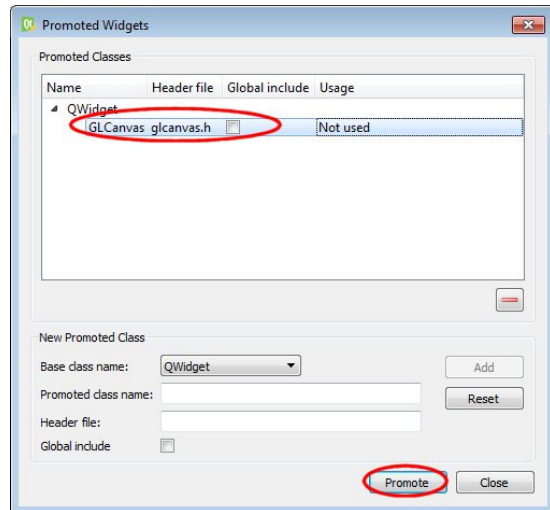 Promoted Widgets
Promoted Classes
Name Header file Global include Usage
QWidget
GLCanvas glcanvas.h Not used
New Promoted Class
Base class name: QWidget Add
Promoted class name: Reset
Header file:
Global include
Promote Close